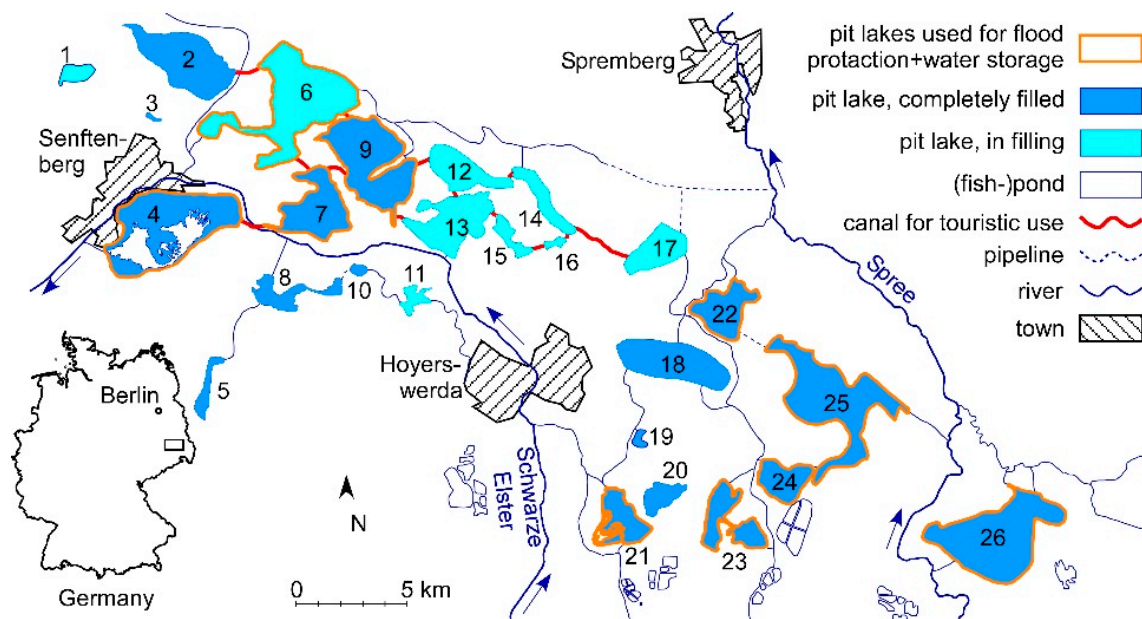 pit lakes used for flood
protaction+water storage
pit lake, completely filled
pit lake, in filling
(fish-)pond
canal for touristic use
pipeline
river
town
Spremberg
Senften-
berg
Hoyers-
werda
Schwarze
Elster
Spree
Berlin
Germany
N
0
5 km
1
2
3
4
5
6
7
8
9
10
11
12
13
14
15
16
17
18
19
20
21
22
23
24
25
26